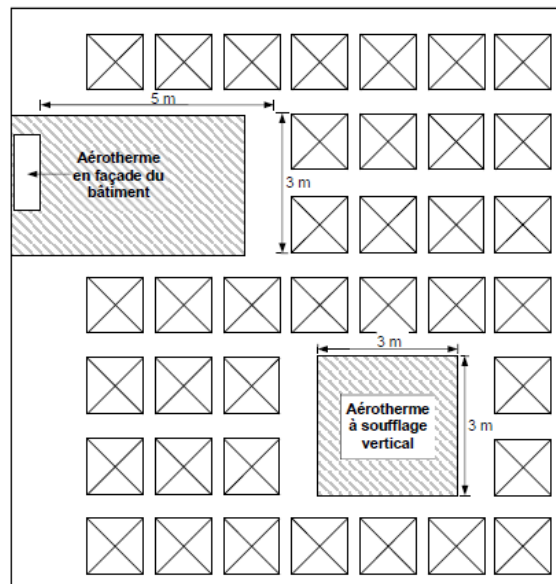 5 m
Aérotherme
en façade du
bâtiment
3 m
3 m
Aérotherme
à soufflage
vertical
3 m